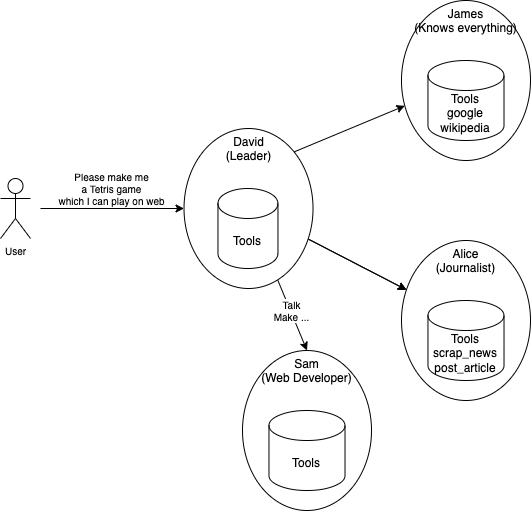 James
(Knows everything)
Tools
google
wikipedia
David
(Leader)
Tools
Please make me
a Tetris game
which I can play on web
User
Alice
(Journalist)
Tools
scrap_news
post_article
Talk
Make ...
Sam
(Web Developer)
Tools